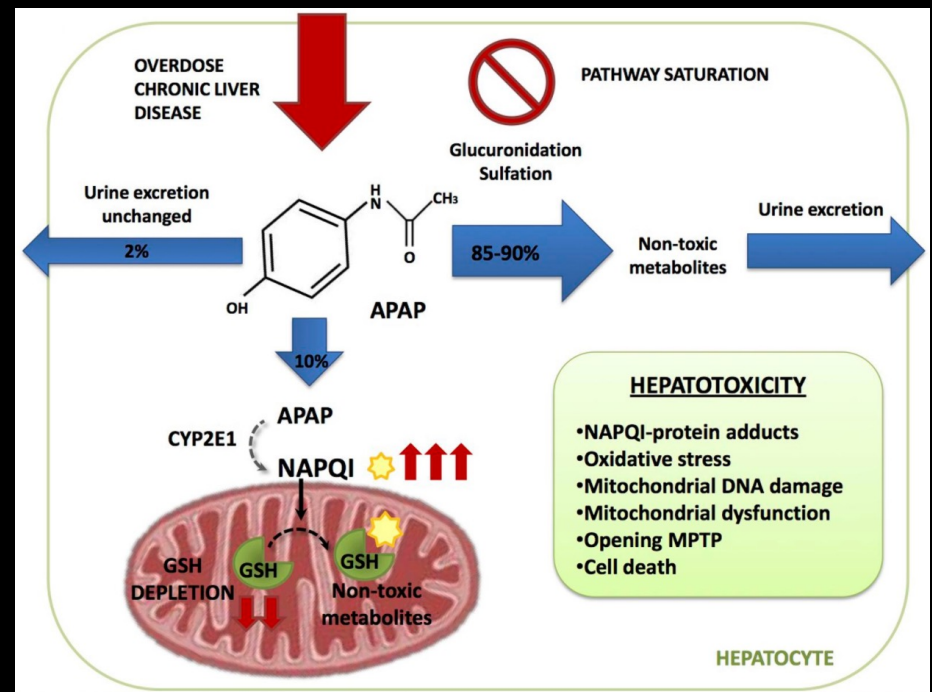 OVERDOSE
CHRONIC LIVER
DISEASE
PATHWAY SATURATION
Glucuronidation
Sulfation
Urine excretion
unchanged
2%
H
N
CH₃
O
OH
APAP
85-90%
Non-toxic
metabolites
Urine excretion
10%
APAP
CYP2E1
NAPQI
GSH
DEPLETION
GSH
GSH
Non-toxic
metabolites
HEPATOTOXICITY
•NAPQI-protein adducts
•Oxidative stress
•Mitochondrial DNA damage
•Mitochondrial dysfunction
•Opening MPTP
•Cell death
HEPATOCYTE